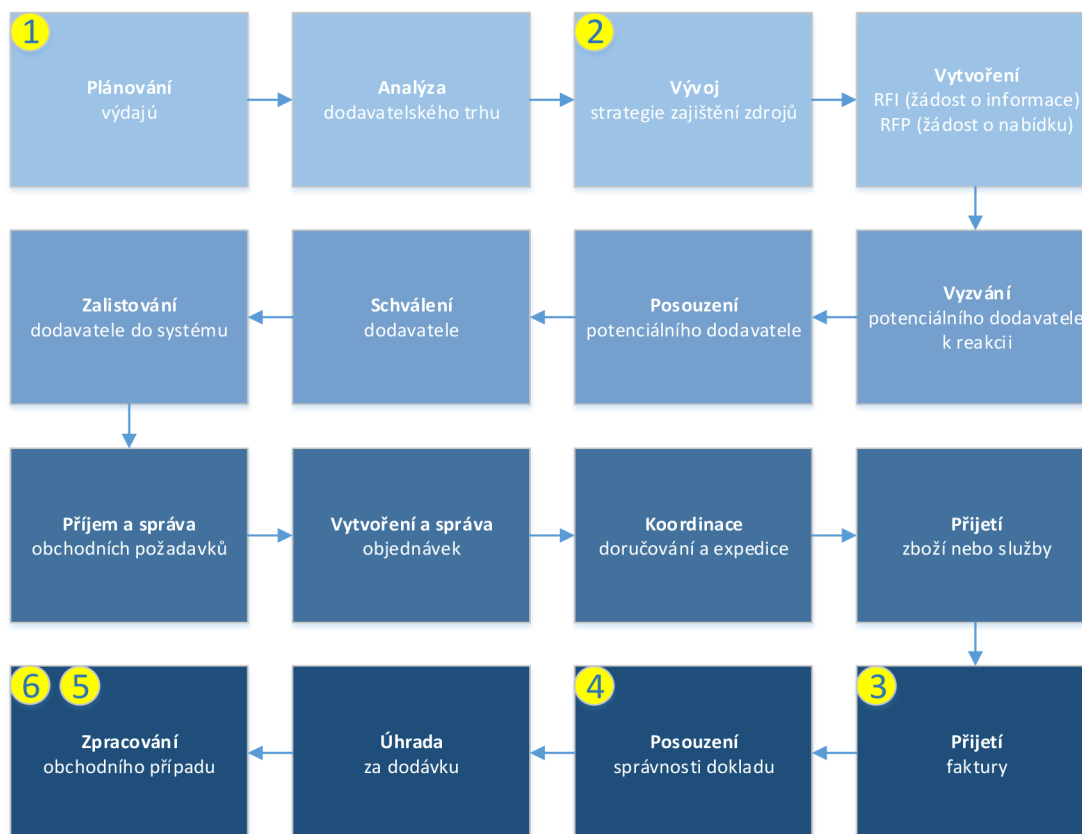 1
Plánování
výdajů
Analýza
dodavatelského trhu
2
Vývoj
strategie zajištění zdrojů
Vytvoření
RFI (žádost o informace)
RFP (žádost o nabídku)
Zalistování
dodavatele do systému
Schválení
dodavatele
Posouzení
potenciálního dodavatele
Vyzvání
potenciálního dodavatele
k reakcii
Příjem a správa
obchodních požadavků
Vytvoření a správa
objednávek
Koordinace
doručování a expedice
Přijetí
zboží nebo služby
6 5
Zpracování
obchodního případu
Úhrada
za dodávku
4
Posouzení
správnosti dokladu
3
Přijetí
faktury